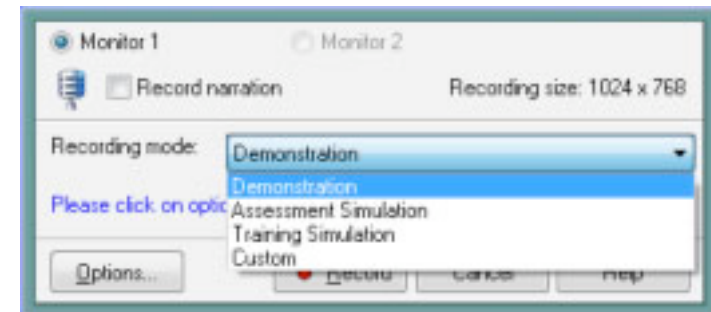 Monitor 1 Monitor 2
Record narration Recording size: 1024 x 768
Recording mode: Demonstration
Demonstration
Please click on optio
Assessment Simulation
Training Simulation
Custom
Options... Record Cancel Help